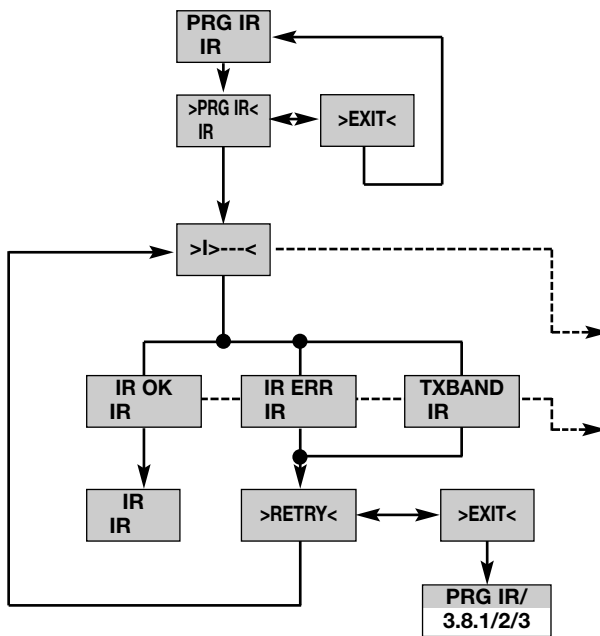 PRG IR
IR
>PRG IR<
IR
>EXIT<
>I>---<
IR OK
IR
IR ERR
IR
TXBAND
IR
IR
IR
>RETRY<
>EXIT<
PRG IR/
3.8.1/2/3